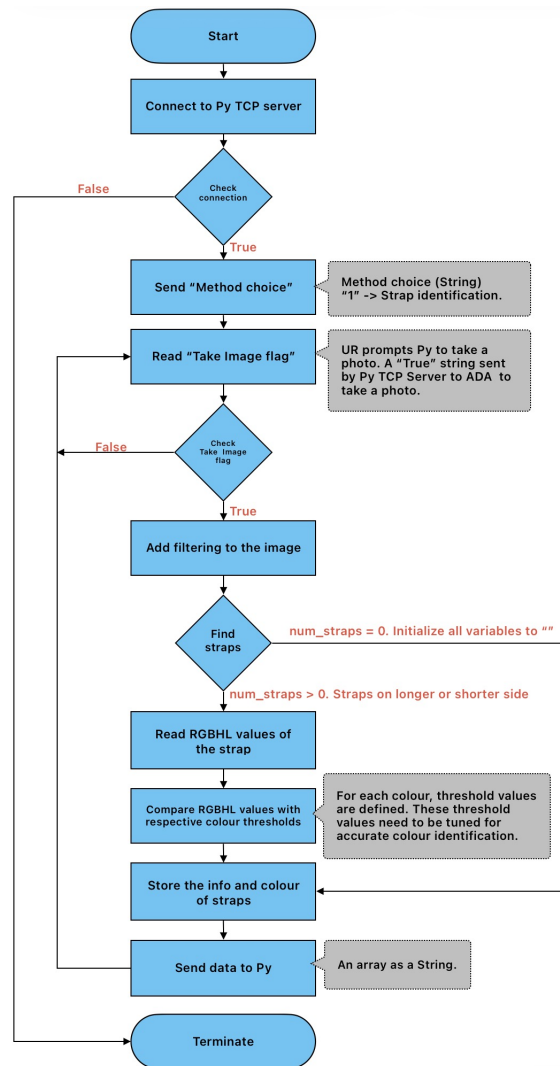 Start
Connect to Py TCP server
Check
connection
False
True
Send “Method choice”
Method choice (String)
“1” -> Strap identification.
Read “Take Image flag”
UR prompts Py to take a
photo. A “True” string sent
by Py TCP Server to ADA to
take a photo.
Check
Take Image
flag
False
True
Add filtering to the image
Find
straps
num_straps = 0. Initialize all variables to “”
num_straps > 0. Straps on longer or shorter side
Read RGBHL values of
the strap
Compare RGBHL values with
respective colour thresholds
For each colour, threshold values
are defined. These threshold
values need to be tuned for
accurate colour identification.
Store the info and colour
of straps
Send data to Py
An array as a String.
Terminate